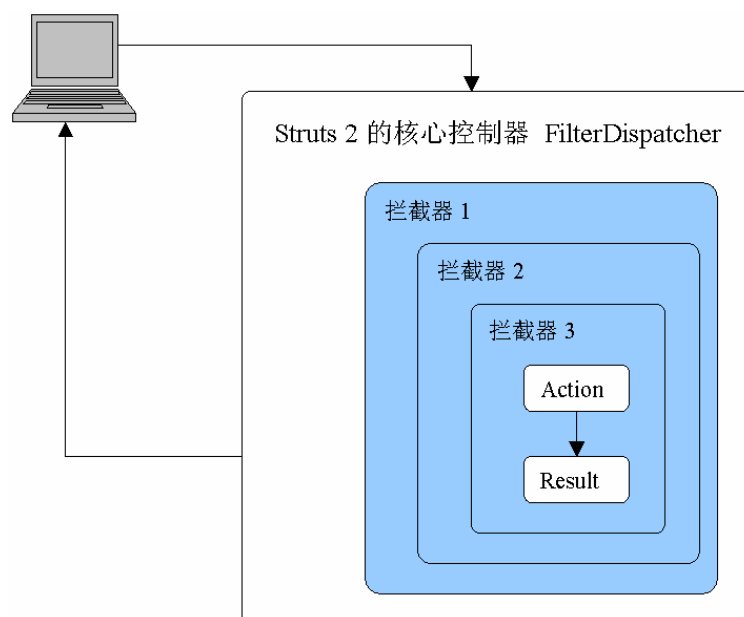 Struts 2 的核心控制器 FilterDispatcher
拦截器 1
拦截器 2
拦截器 3
Action
Result